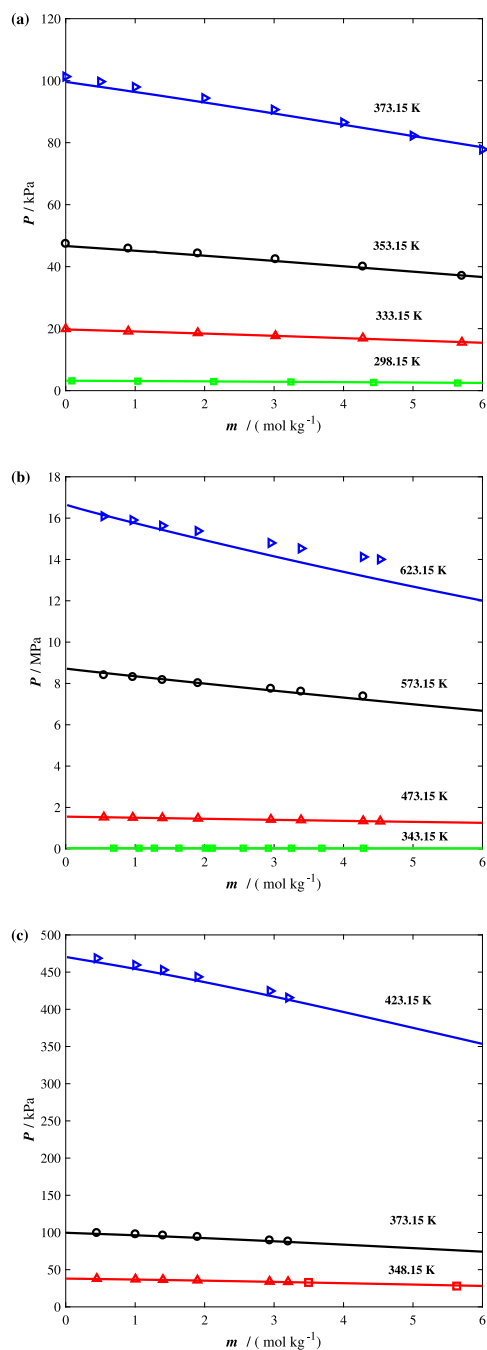 (a)
120
100
80
60
40
20
0
P / kPa
373.15 K
353.15 K
333.15 K
298.15 K
0 1 2 3 4 5 6
m / ( mol kg-1)
(b)
18
16
14
12
10
8
6
4
2
0
P / MPa
623.15 K
573.15 K
473.15 K
343.15 K
0 1 2 3 4 5 6
m / ( mol kg-1)
(c)
500
450
400
350
300
250
200
150
100
50
0
P / kPa
423.15 K
373.15 K
348.15 K
0 1 2 3 4 5 6
m / ( mol kg-1)